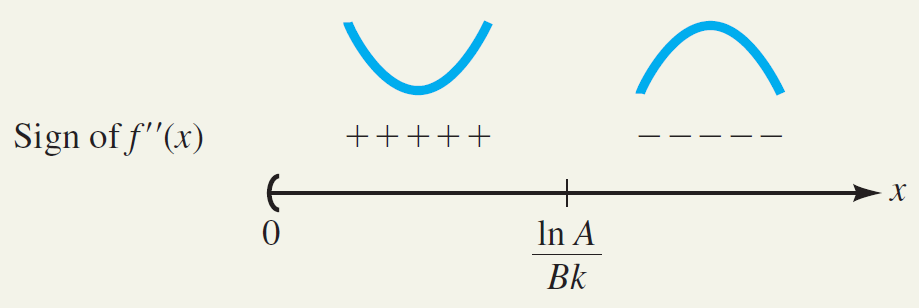 Sign of f′′(x)
+ + + + +
− − − − −
x
0
ln A
Bk